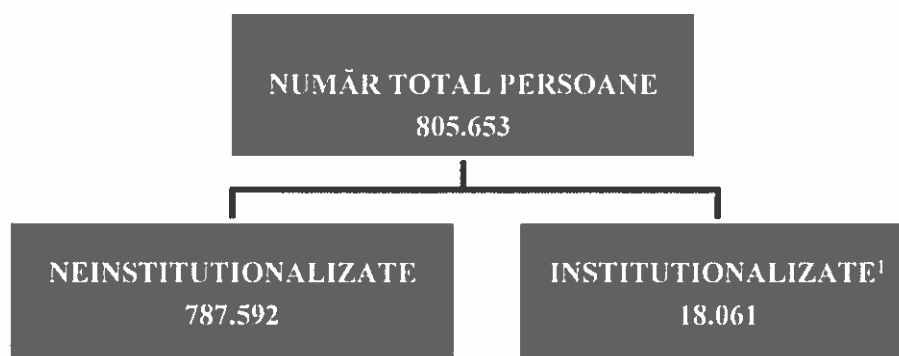 NUMĂR TOTAL PERSOANE
805.653
NEINSTITUTIONALIZATE
787.592
INSTITUTIONALIZATE¹
18.061